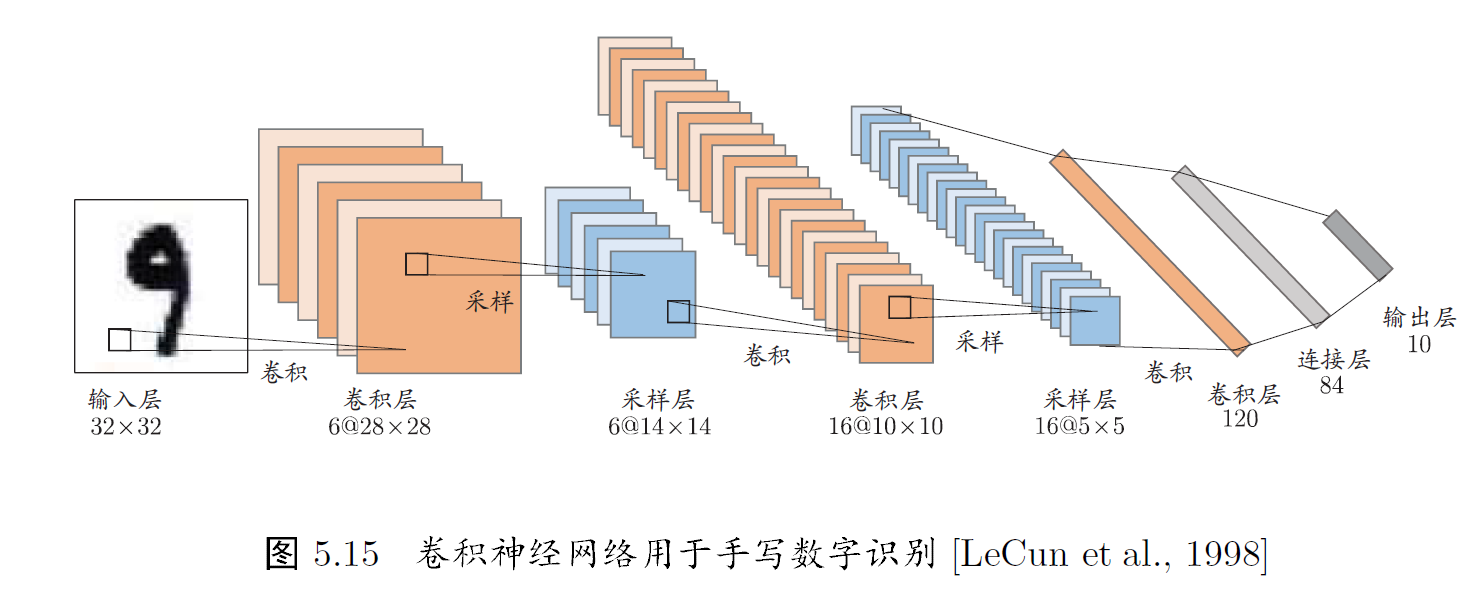 采样
卷积
卷积
采样
卷积
输入层
32×32
卷积层
6@28×28
采样层
6@14×14
卷积层
16@10×10
采样层
16@5×5
卷积层
120
连接层
84
输出层
10
图 5.15 卷积神经网络用于手写数字识别 [LeCun et al., 1998]